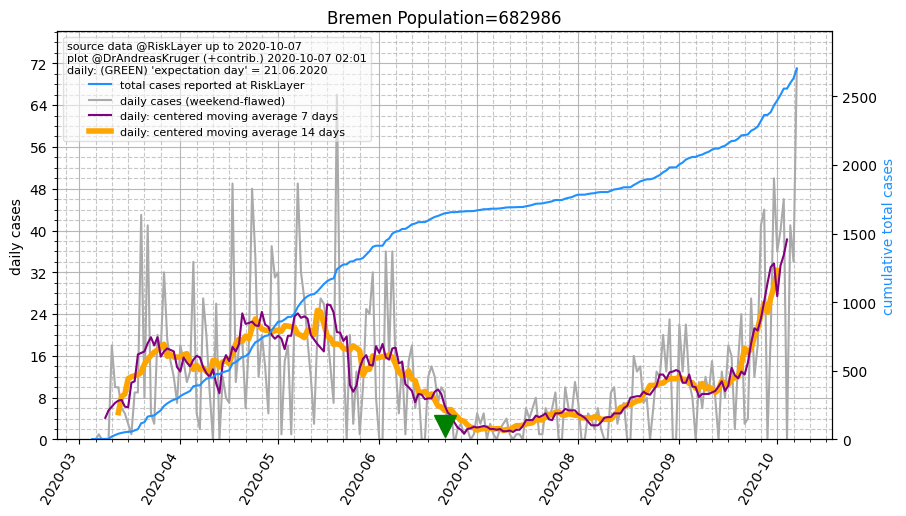 Bremen Population=682986
source data @RiskLayer up to 2020-10-07
plot @DrAndreasKruger (+contrib.) 2020-10-07 02:01
daily: (GREEN) 'expectation day' = 21.06.2020
total cases reported at RiskLayer
daily cases (weekend-flawed)
daily: centered moving average 7 days
daily: centered moving average 14 days
daily cases
72
64
56
48
40
32
24
16
8
0
2500
2000
1500
1000
500
0
cumulative total cases
2020-03
2020-04
2020-05
2020-06
2020-07
2020-08
2020-09
2020-10